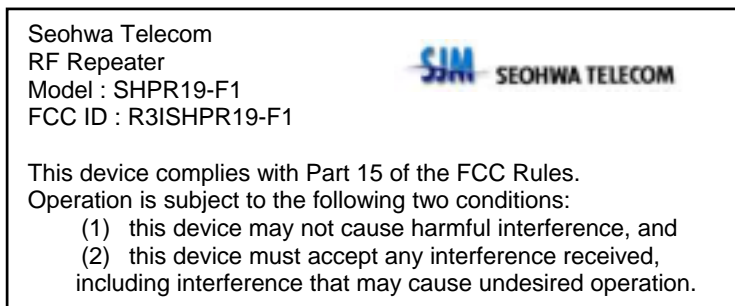 Seohwa Telecom
RF Repeater
Model : SHPR19-F1
FCC ID : R3ISHPR19-F1
SJM SEOHWA TELECOM
This device complies with Part 15 of the FCC Rules.
Operation is subject to the following two conditions:
(1) this device may not cause harmful interference, and
(2) this device must accept any interference received,
including interference that may cause undesired operation.